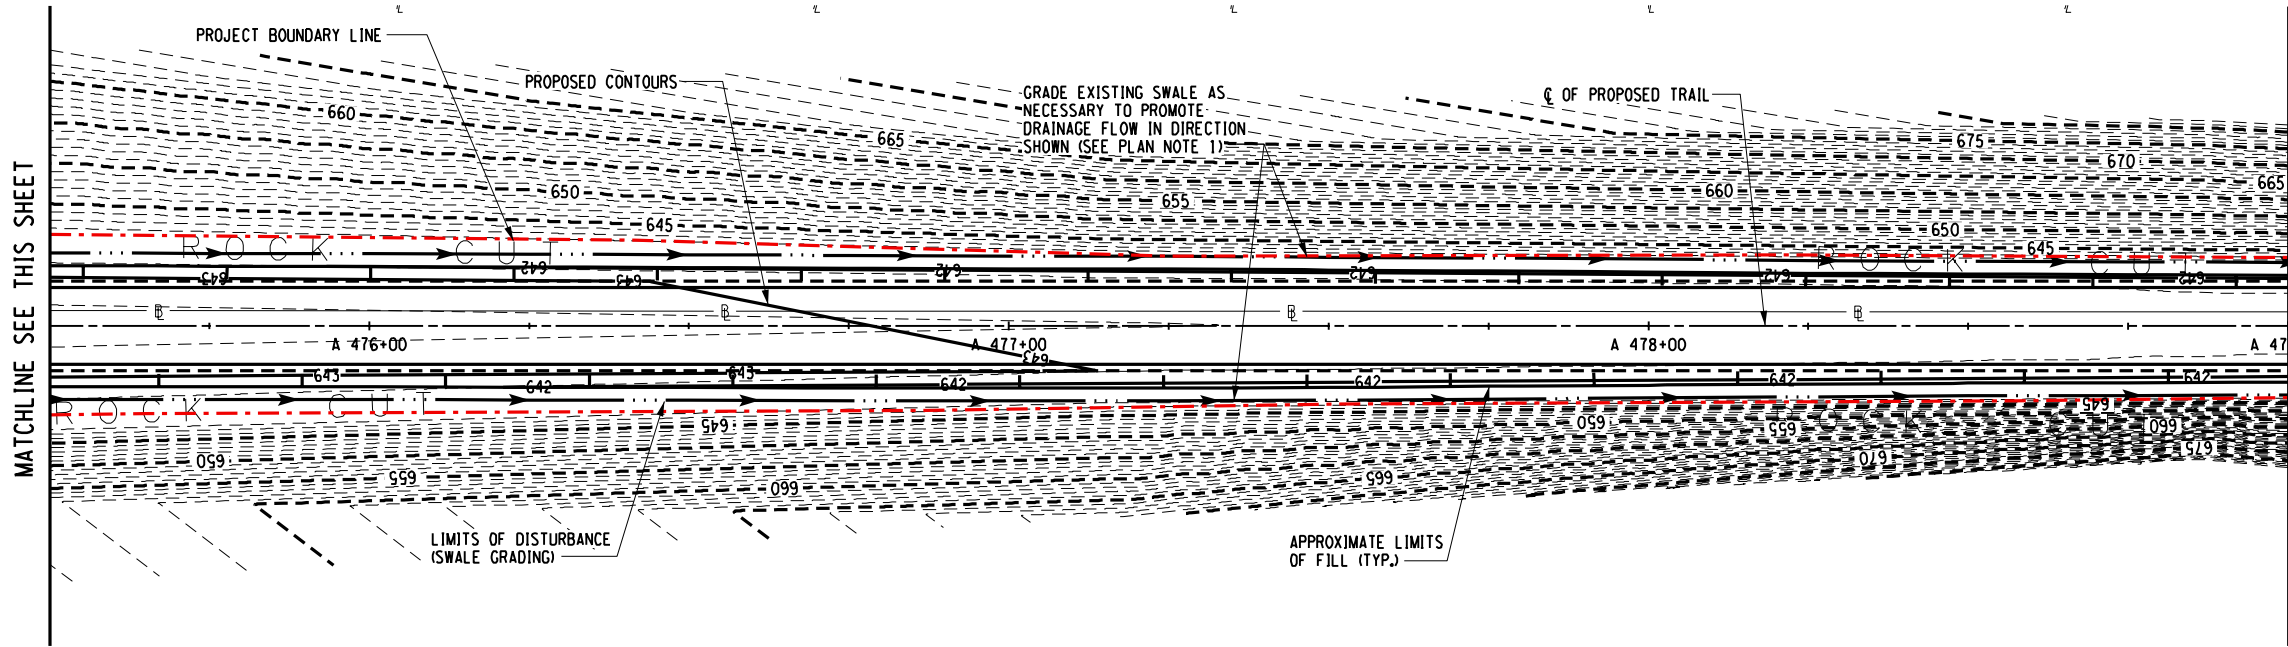 PROJECT BOUNDARY LINE
PROPOSED CONTOURS
GRADE EXISTING SWALE AS
NECESSARY TO PROMOTE
DRAINAGE FLOW IN DIRECTION
SHOWN (SEE PLAN NOTE 1)
℄ OF PROPOSED TRAIL
MATCHLINE SEE THIS SHEET
660
665
675
670
665
650
655
660
645
650
645
ROCK CUT
ROCK CUT
643
642
643
642
642
642
642
A 476+00
A 477+00
A 478+00
A 47
643
643
642
643
642
642
642
642
ROCK CUT
645
650
655
645
660
650
655
660
665
670
675
LIMITS OF DISTURBANCE
(SWALE GRADING)
APPROXIMATE LIMITS
OF FILL (TYP.)